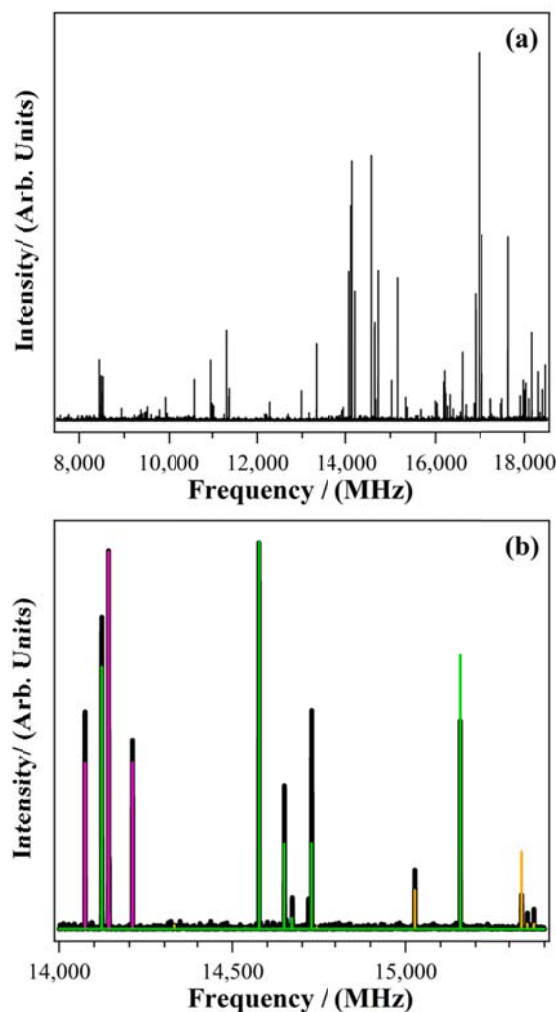 (a)
Intensity/ (Arb. Units)
8,000 10,000 12,000 14,000 16,000 18,000
Frequency / (MHz)
(b)
Intensity/ (Arb. Units)
14,000 14,500 15,000
Frequency / (MHz)